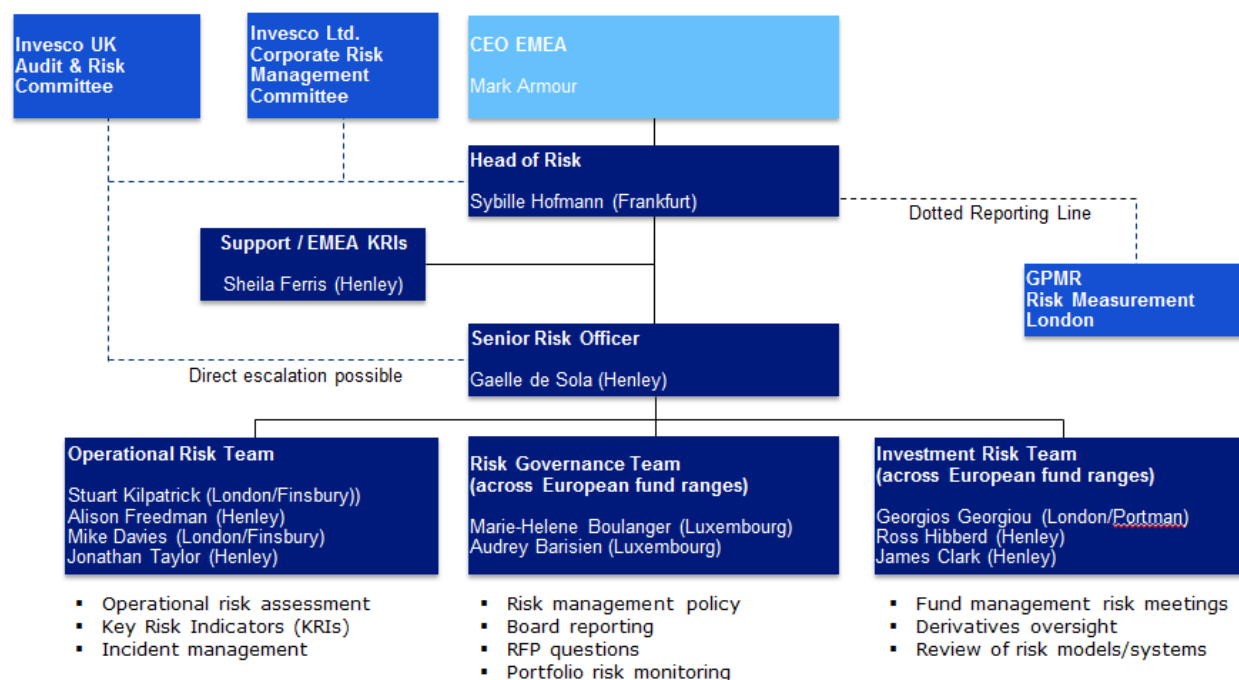 Invesco UK
Audit & Risk
Committee
Invesco Ltd.
Corporate Risk
Management
Committee
CEO EMEA
Mark Armour
Head of Risk
Sybille Hofmann (Frankfurt)
Dotted Reporting Line
Support / EMEA KRIs
Sheila Ferris (Henley)
GPMR
Risk Measurement
London
Senior Risk Officer
Gaelle de Sola (Henley)
Direct escalation possible
Operational Risk Team
Stuart Kilpatrick (London/Finsbury))
Alison Freedman (Henley)
Mike Davies (London/Finsbury)
Jonathan Taylor (Henley)
Risk Governance Team
(across European fund ranges)
Marie-Helene Boulanger (Luxembourg)
Audrey Barisien (Luxembourg)
Investment Risk Team
(across European fund ranges)
Georgios Georgiou (London/Portman)
Ross Hibberd (Henley)
James Clark (Henley)
▪ Operational risk assessment
▪ Key Risk Indicators (KRIs)
▪ Incident management
▪ Risk management policy
▪ Board reporting
▪ RFP questions
▪ Portfolio risk monitoring
▪ Fund management risk meetings
▪ Derivatives oversight
▪ Review of risk models/systems